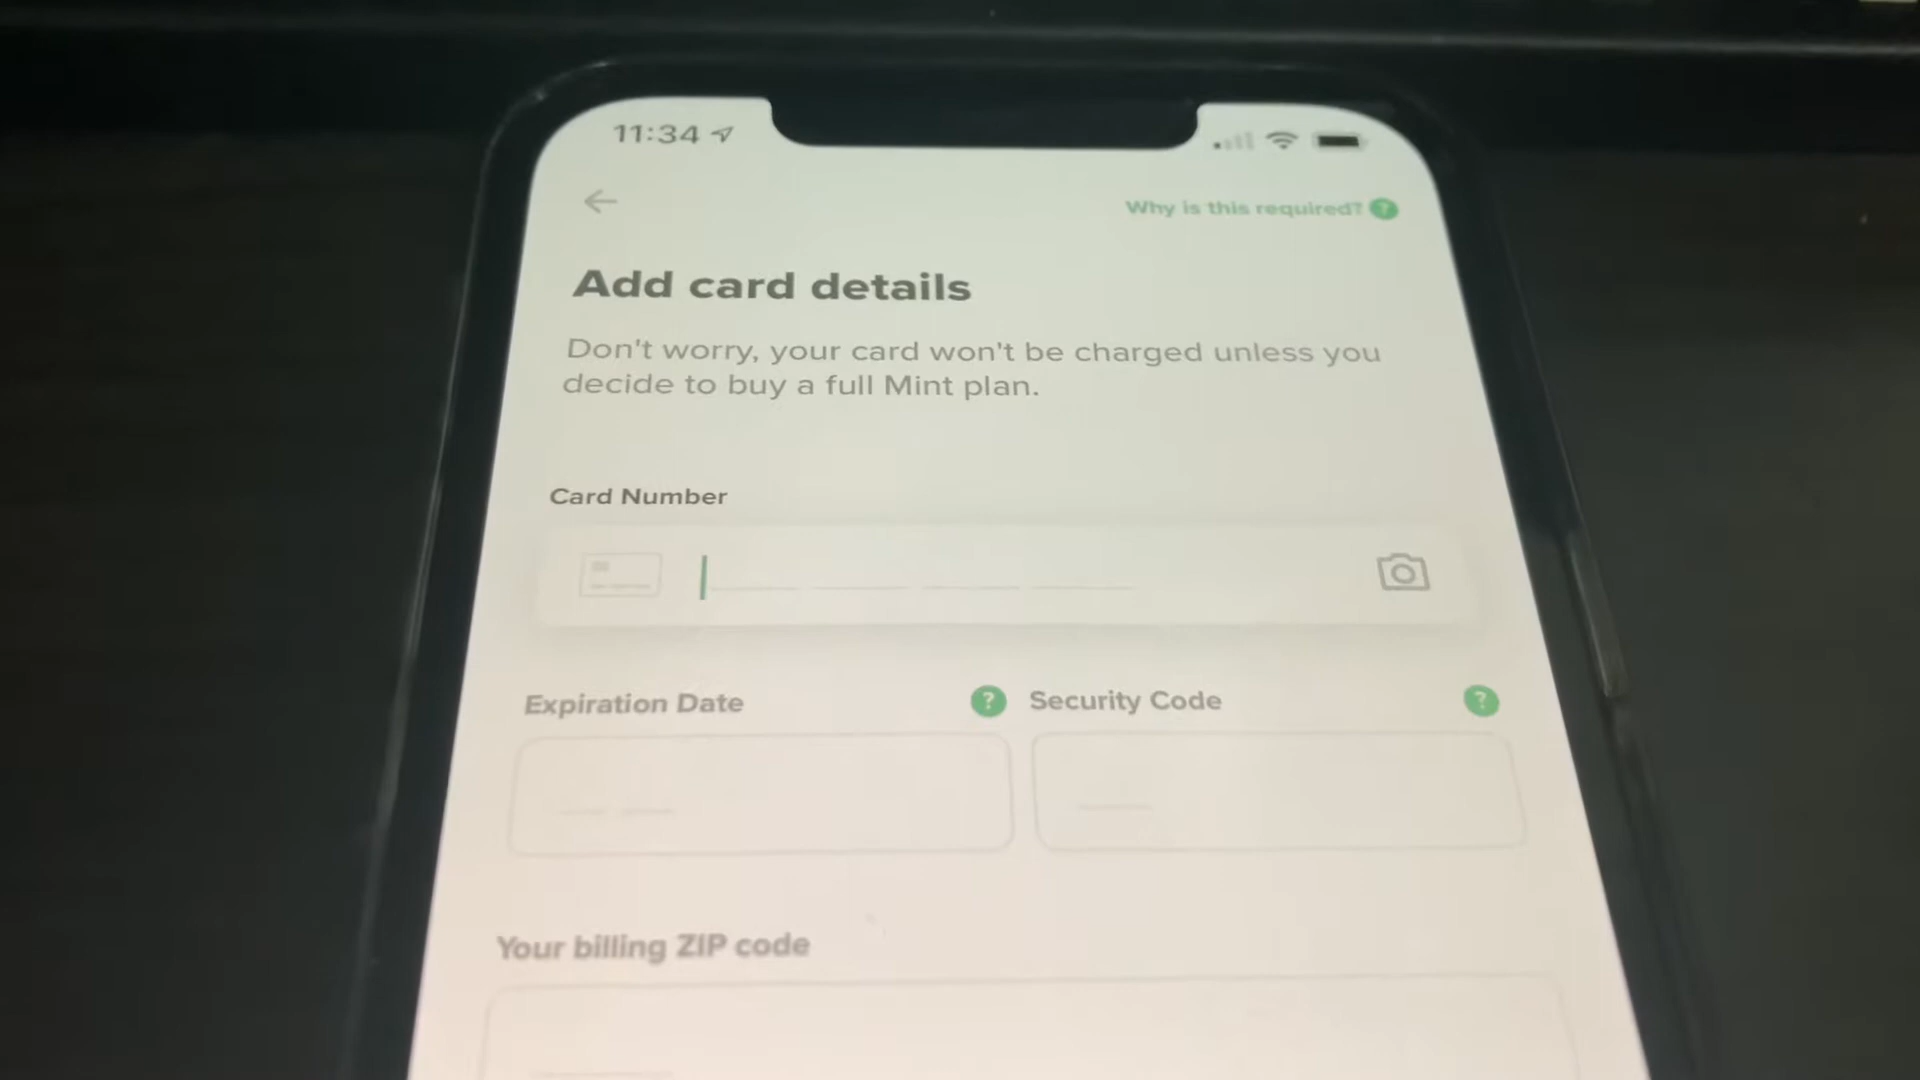 11:34
Why is this required? ?
Add card details
Don't worry, your card won't be charged unless you
decide to buy a full Mint plan.
Card Number
Expiration Date ? Security Code ?
Your billing ZIP code